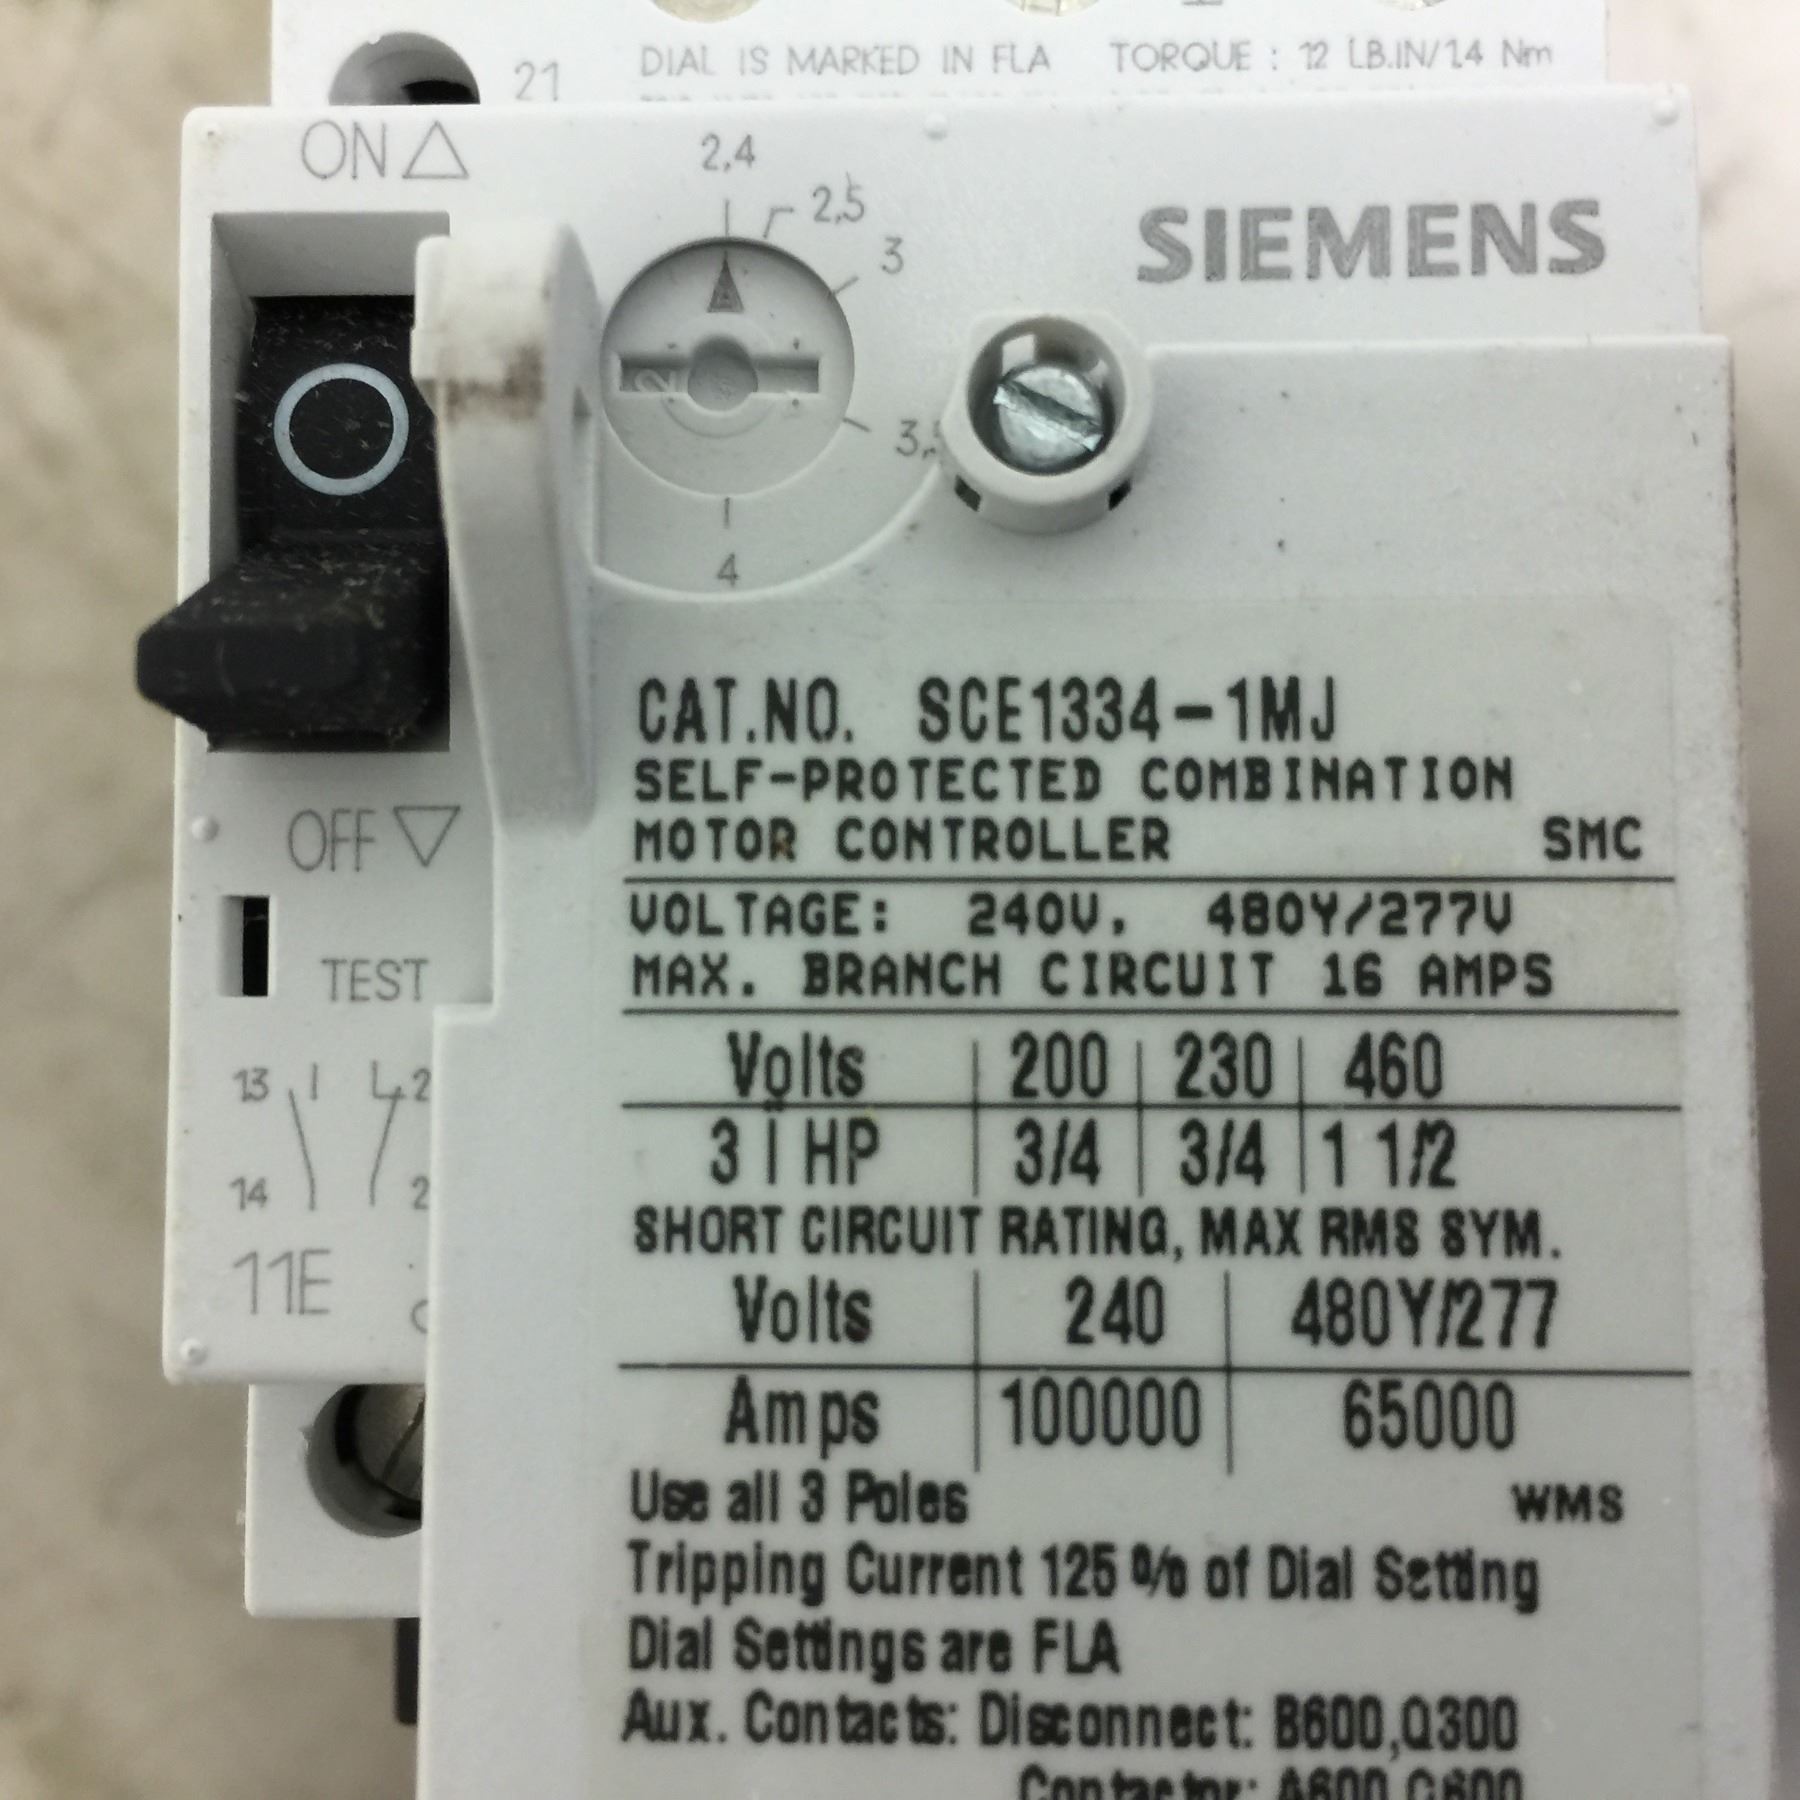 21 DIAL IS MARKED IN FLA TORQUE : 12 LB.IN/1.4 Nm
ON △
2,4
2,5
3
SIEMENS
4
CAT.NO. SCE1334-1MJ
SELF-PROTECTED COMBINATION
MOTOR CONTROLLER SMC
OFF ▽
VOLTAGE: 240V, 480Y/277V
MAX. BRANCH CIRCUIT 16 AMPS
TEST
Volts 200 230 460
13
3 | HP 3/4 3/4 1 1/2
14
SHORT CIRCUIT RATING, MAX RMS SYM.
11E
Volts 240 480Y/277
Amps 100000 65000
Use all 3 Poles WMS
Tripping Current 125 % of Dial Setting
Dial Settings are FLA
Aux. Contacts: Disconnect: B600,Q300
Contactor: A600,